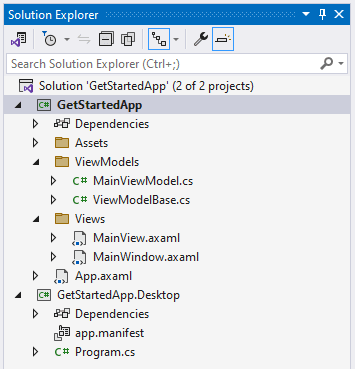 Solution Explorer
Search Solution Explorer (Ctrl+;)
Solution 'GetStartedApp' (2 of 2 projects)
C# GetStartedApp
Dependencies
Assets
ViewModels
C# MainViewModel.cs
C# ViewModelBase.cs
Views
MainView.axaml
MainWindow.axaml
App.axaml
C# GetStartedApp.Desktop
Dependencies
app.manifest
C# Program.cs